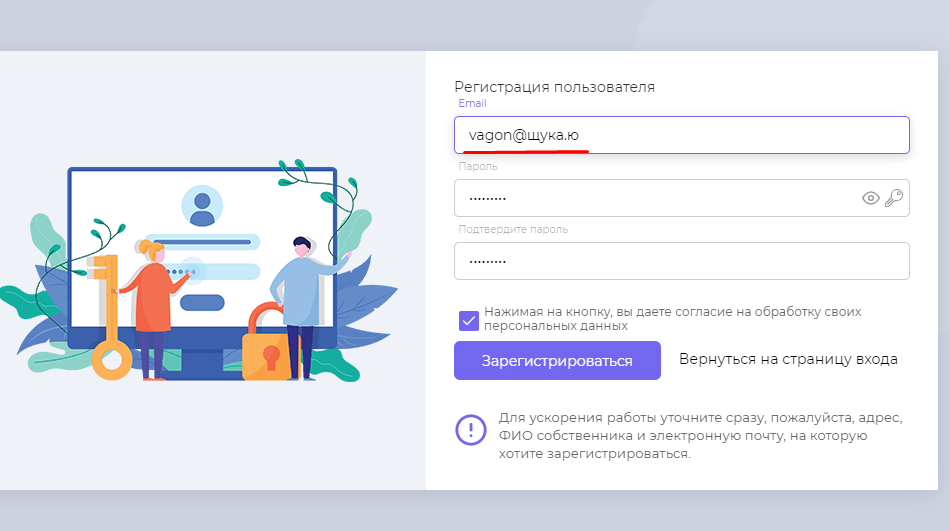 Регистрация пользователя
Email
vagon@щука.ю
Пароль
•••••••••
Подтвердите пароль
•••••••••
Нажимая на кнопку, вы даете согласие на обработку своих
персональных данных
Зарегистрироваться
Вернуться на страницу входа
Для ускорения работы уточните сразу, пожалуйста, адрес,
ФИО собственника и электронную почту, на которую
хотите зарегистрироваться.